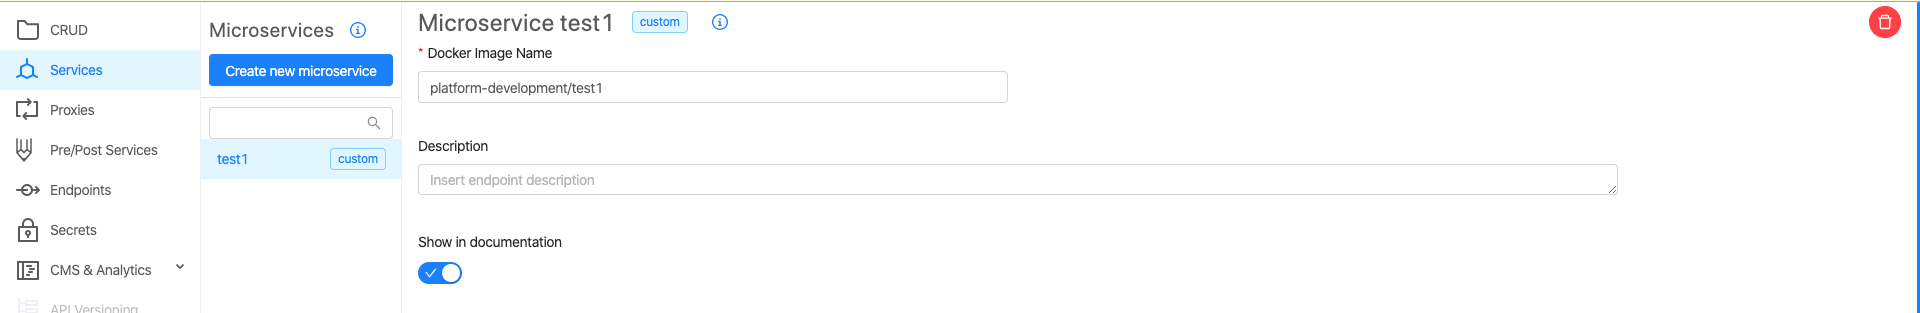 CRUD
Services
Proxies
Pre/Post Services
Endpoints
Secrets
CMS & Analytics
API Versioning
Microservices
Create new microservice
test1 custom
Microservice test1 custom
* Docker Image Name
platform-development/test1
Description
Insert endpoint description
Show in documentation